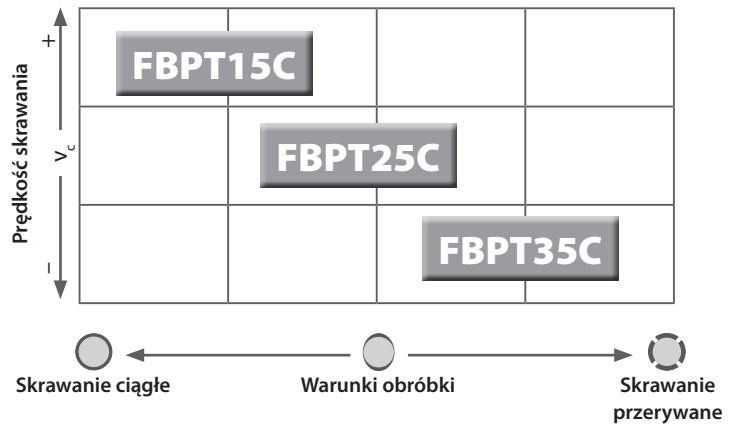 +
Prędkość skrawania
vc
–
FBPT15C
FBPT25C
FBPT35C
Skrawanie ciągłe
Warunki obróbki
Skrawanie
przerywane